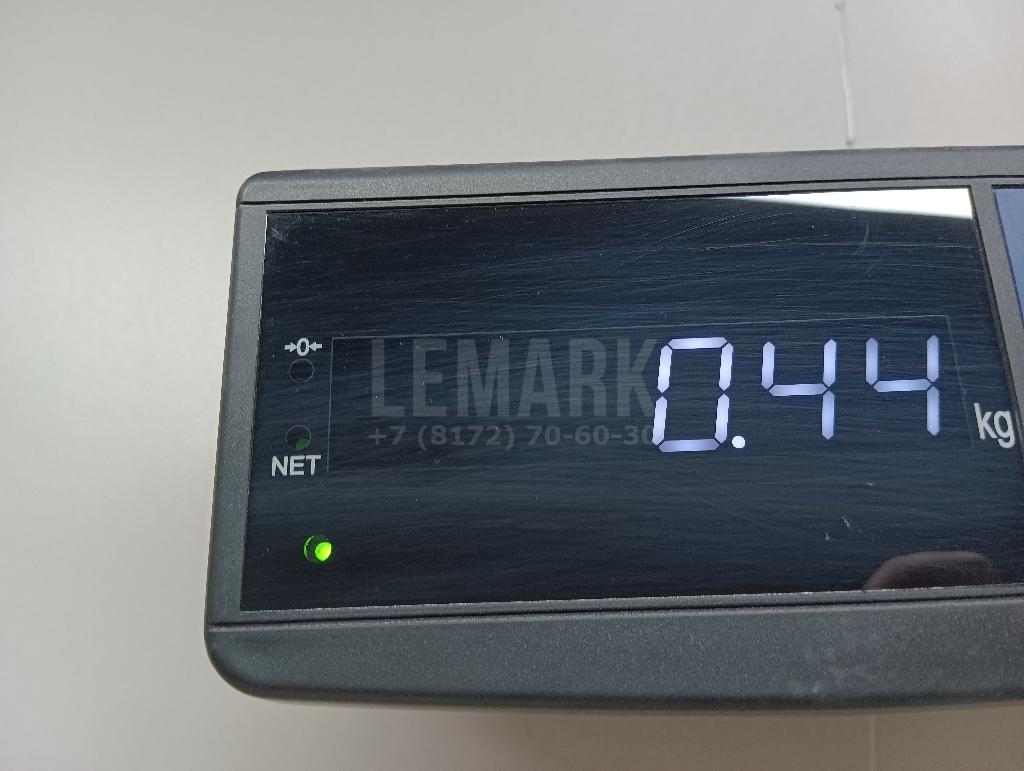 →0←
LEMARK
0.44 kg
+7 (8172) 70-60-30
NET